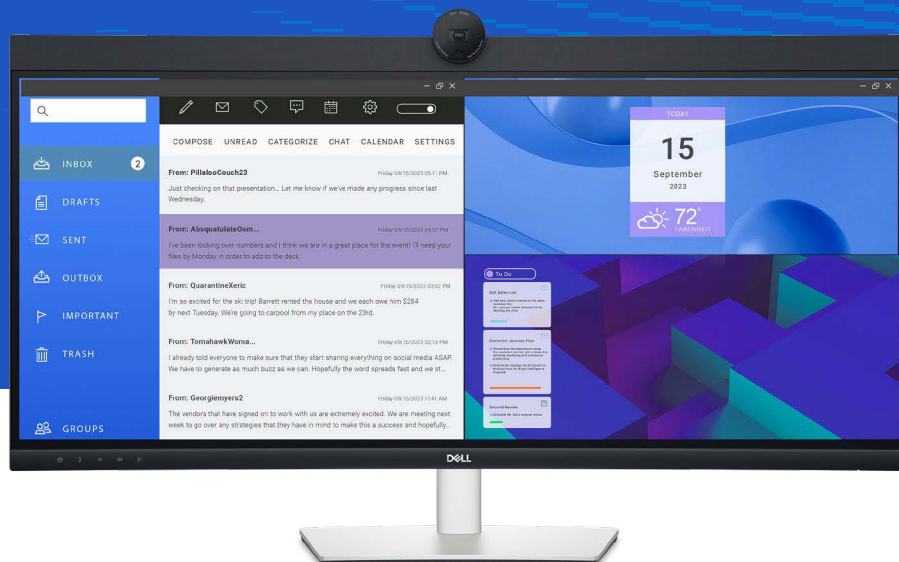 COMPOSE UNREAD CATEGORIZE CHAT CALENDAR SETTINGS
INBOX 2
DRAFTS
SENT
OUTBOX
IMPORTANT
TRASH
GROUPS
From: PillalooCouch23 Friday 09/15/2023 05:11 PM
Just checking on that presentation... Let me know if we've made any progress since last
Wednesday.
From: AbsquatulateOsm... Friday 09/15/2023 04:57 PM
I've been looking over numbers and I think we are in a great place for the event! I'll need your
files by Monday in order to add to the deck.
From: QuarantineXeric Friday 09/15/2023 03:52 PM
I'm so excited for the ski trip! Barrett rented the house and we each owe him $284
by next Tuesday. We're going to carpool from my place on the 23rd.
From: TomahawkWoma... Friday 09/15/2023 02:13 PM
I already told everyone to make sure that they start sharing everything on social media ASAP.
We have to generate as much buzz as we can. Hopefully the word spreads fast and we st...
From: Georgiemyers2 Friday 09/15/2023 11:41 AM
The vendors that have signed on to work with us are extremely excited. We are meeting next
week to go over any strategies that they have in mind to make this a success and hopefully...
TODAY
15
September
2023
72°
FARENHEIT
To Do
Edit Sales List
Customer Journey Plan
Second Review
DELL